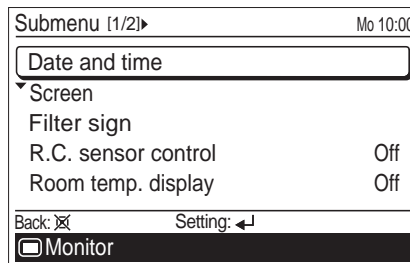 Submenu [1/2]▸ Mo 10:00
Date and time
Screen
Filter sign
R.C. sensor control Off
Room temp. display Off
Back: Setting: ↵
Monitor